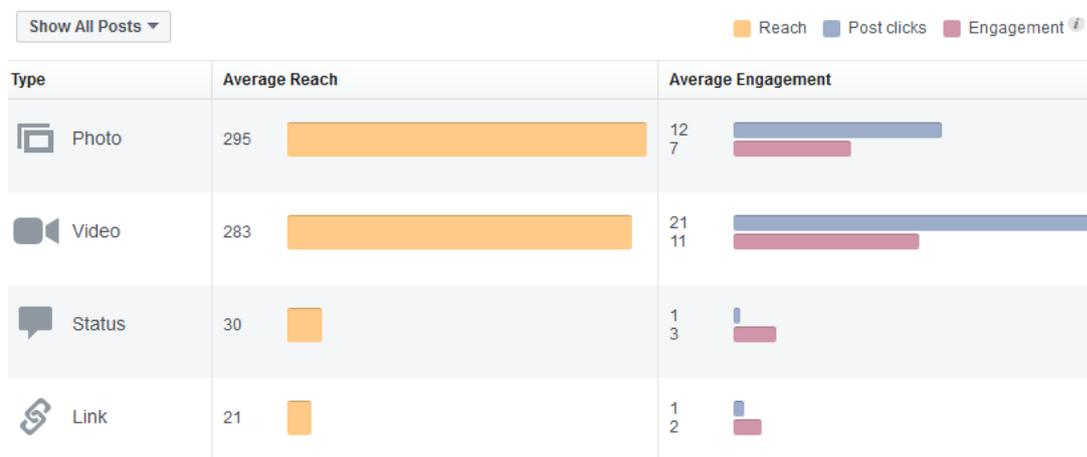 Show All Posts
Reach Post clicks Engagement i
Type Average Reach Average Engagement
Photo 295 12
7
Video 283 21
11
Status 30 1
3
Link 21 1
2